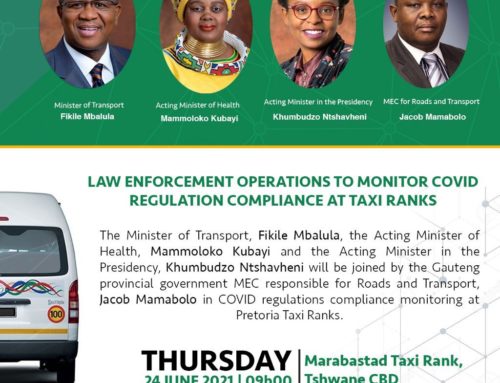 Minister of Transport
Fikile Mbalula
Acting Minister of Health
Mammoloko Kubayi
Acting Minister in the Presidency
Khumbudzo Ntshavheni
MEC for Roads and Transport
Jacob Mamabolo
LAW ENFORCEMENT OPERATIONS TO MONITOR COVID
REGULATION COMPLIANCE AT TAXI RANKS
The Minister of Transport, Fikile Mbalula, the Acting Minister of
Health, Mammoloko Kubayi and the Acting Minister in the
Presidency, Khumbudzo Ntshavheni will be joined by the Gauteng
provincial government MEC responsible for Roads and Transport,
Jacob Mamabolo in COVID regulations compliance monitoring at
Pretoria Taxi Ranks.
100
THURSDAY
24 JUNE 2021 | 09h00
Marabastad Taxi Rank,
Tshwane CBD